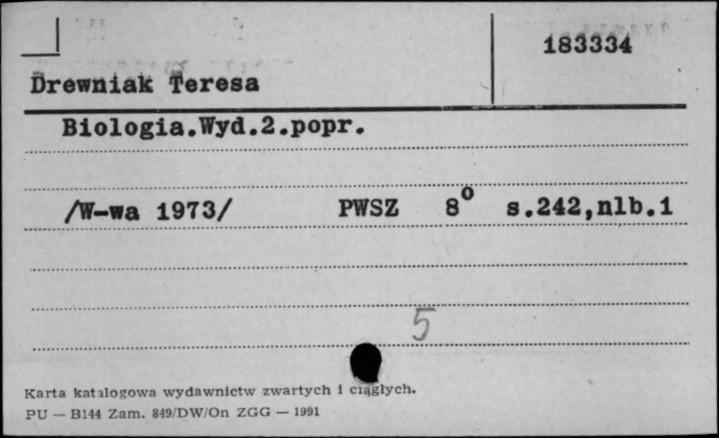 183334
Drewniak Teresa
Biologia.Wyd.2.popr.
/W-wa 1973/ PWSZ 8° s.242,nlb.1
5
Karta katalogowa wydawnictw zwartych i ciągłych.
PU — B144 Zam. 849/DW/On ZGG — 1991